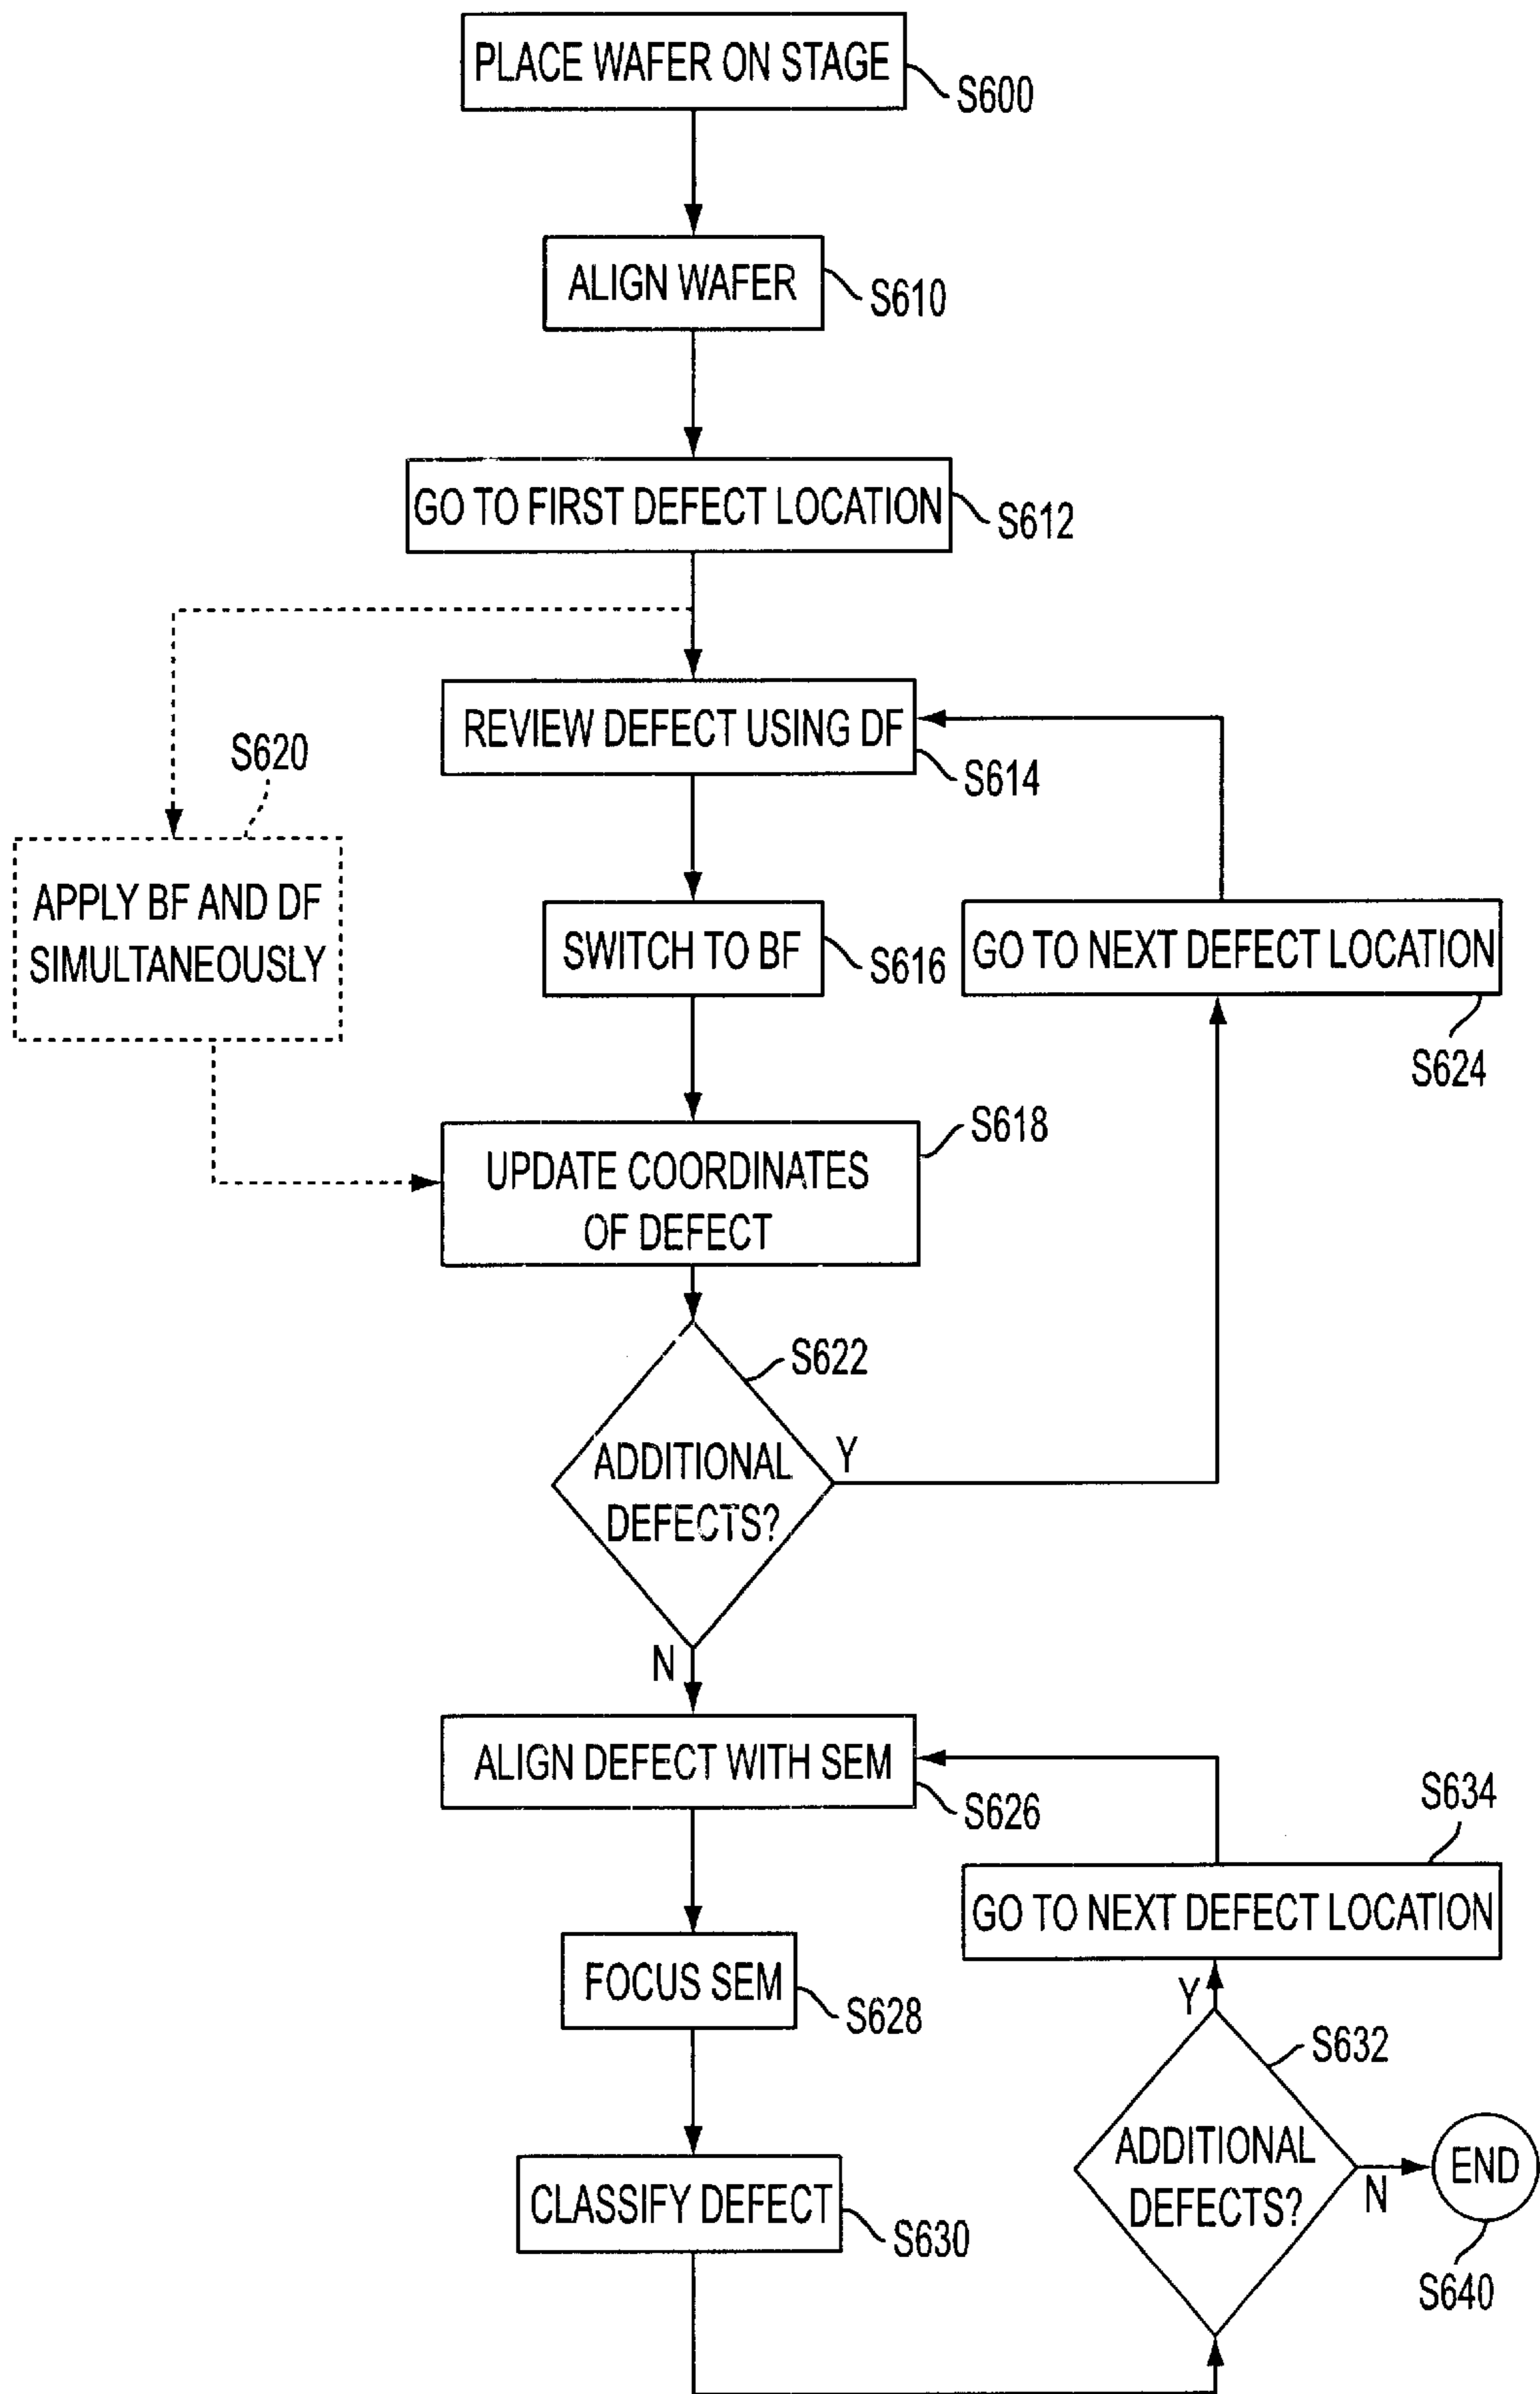 PLACE WAFER ON STAGE
S600
ALIGN WAFER
S610
GO TO FIRST DEFECT LOCATION
S612
REVIEW DEFECT USING DF
S614
S620
APPLY BF AND DF
SIMULTANEOUSLY
SWITCH TO BF
S616
GO TO NEXT DEFECT LOCATION
S624
S618
UPDATE COORDINATES
OF DEFECT
S622
ADDITIONAL
DEFECTS?
Y
N
ALIGN DEFECT WITH SEM
S626
S634
GO TO NEXT DEFECT LOCATION
FOCUS SEM
S628
Y
S632
ADDITIONAL
DEFECTS?
N
END
S640
CLASSIFY DEFECT
S630